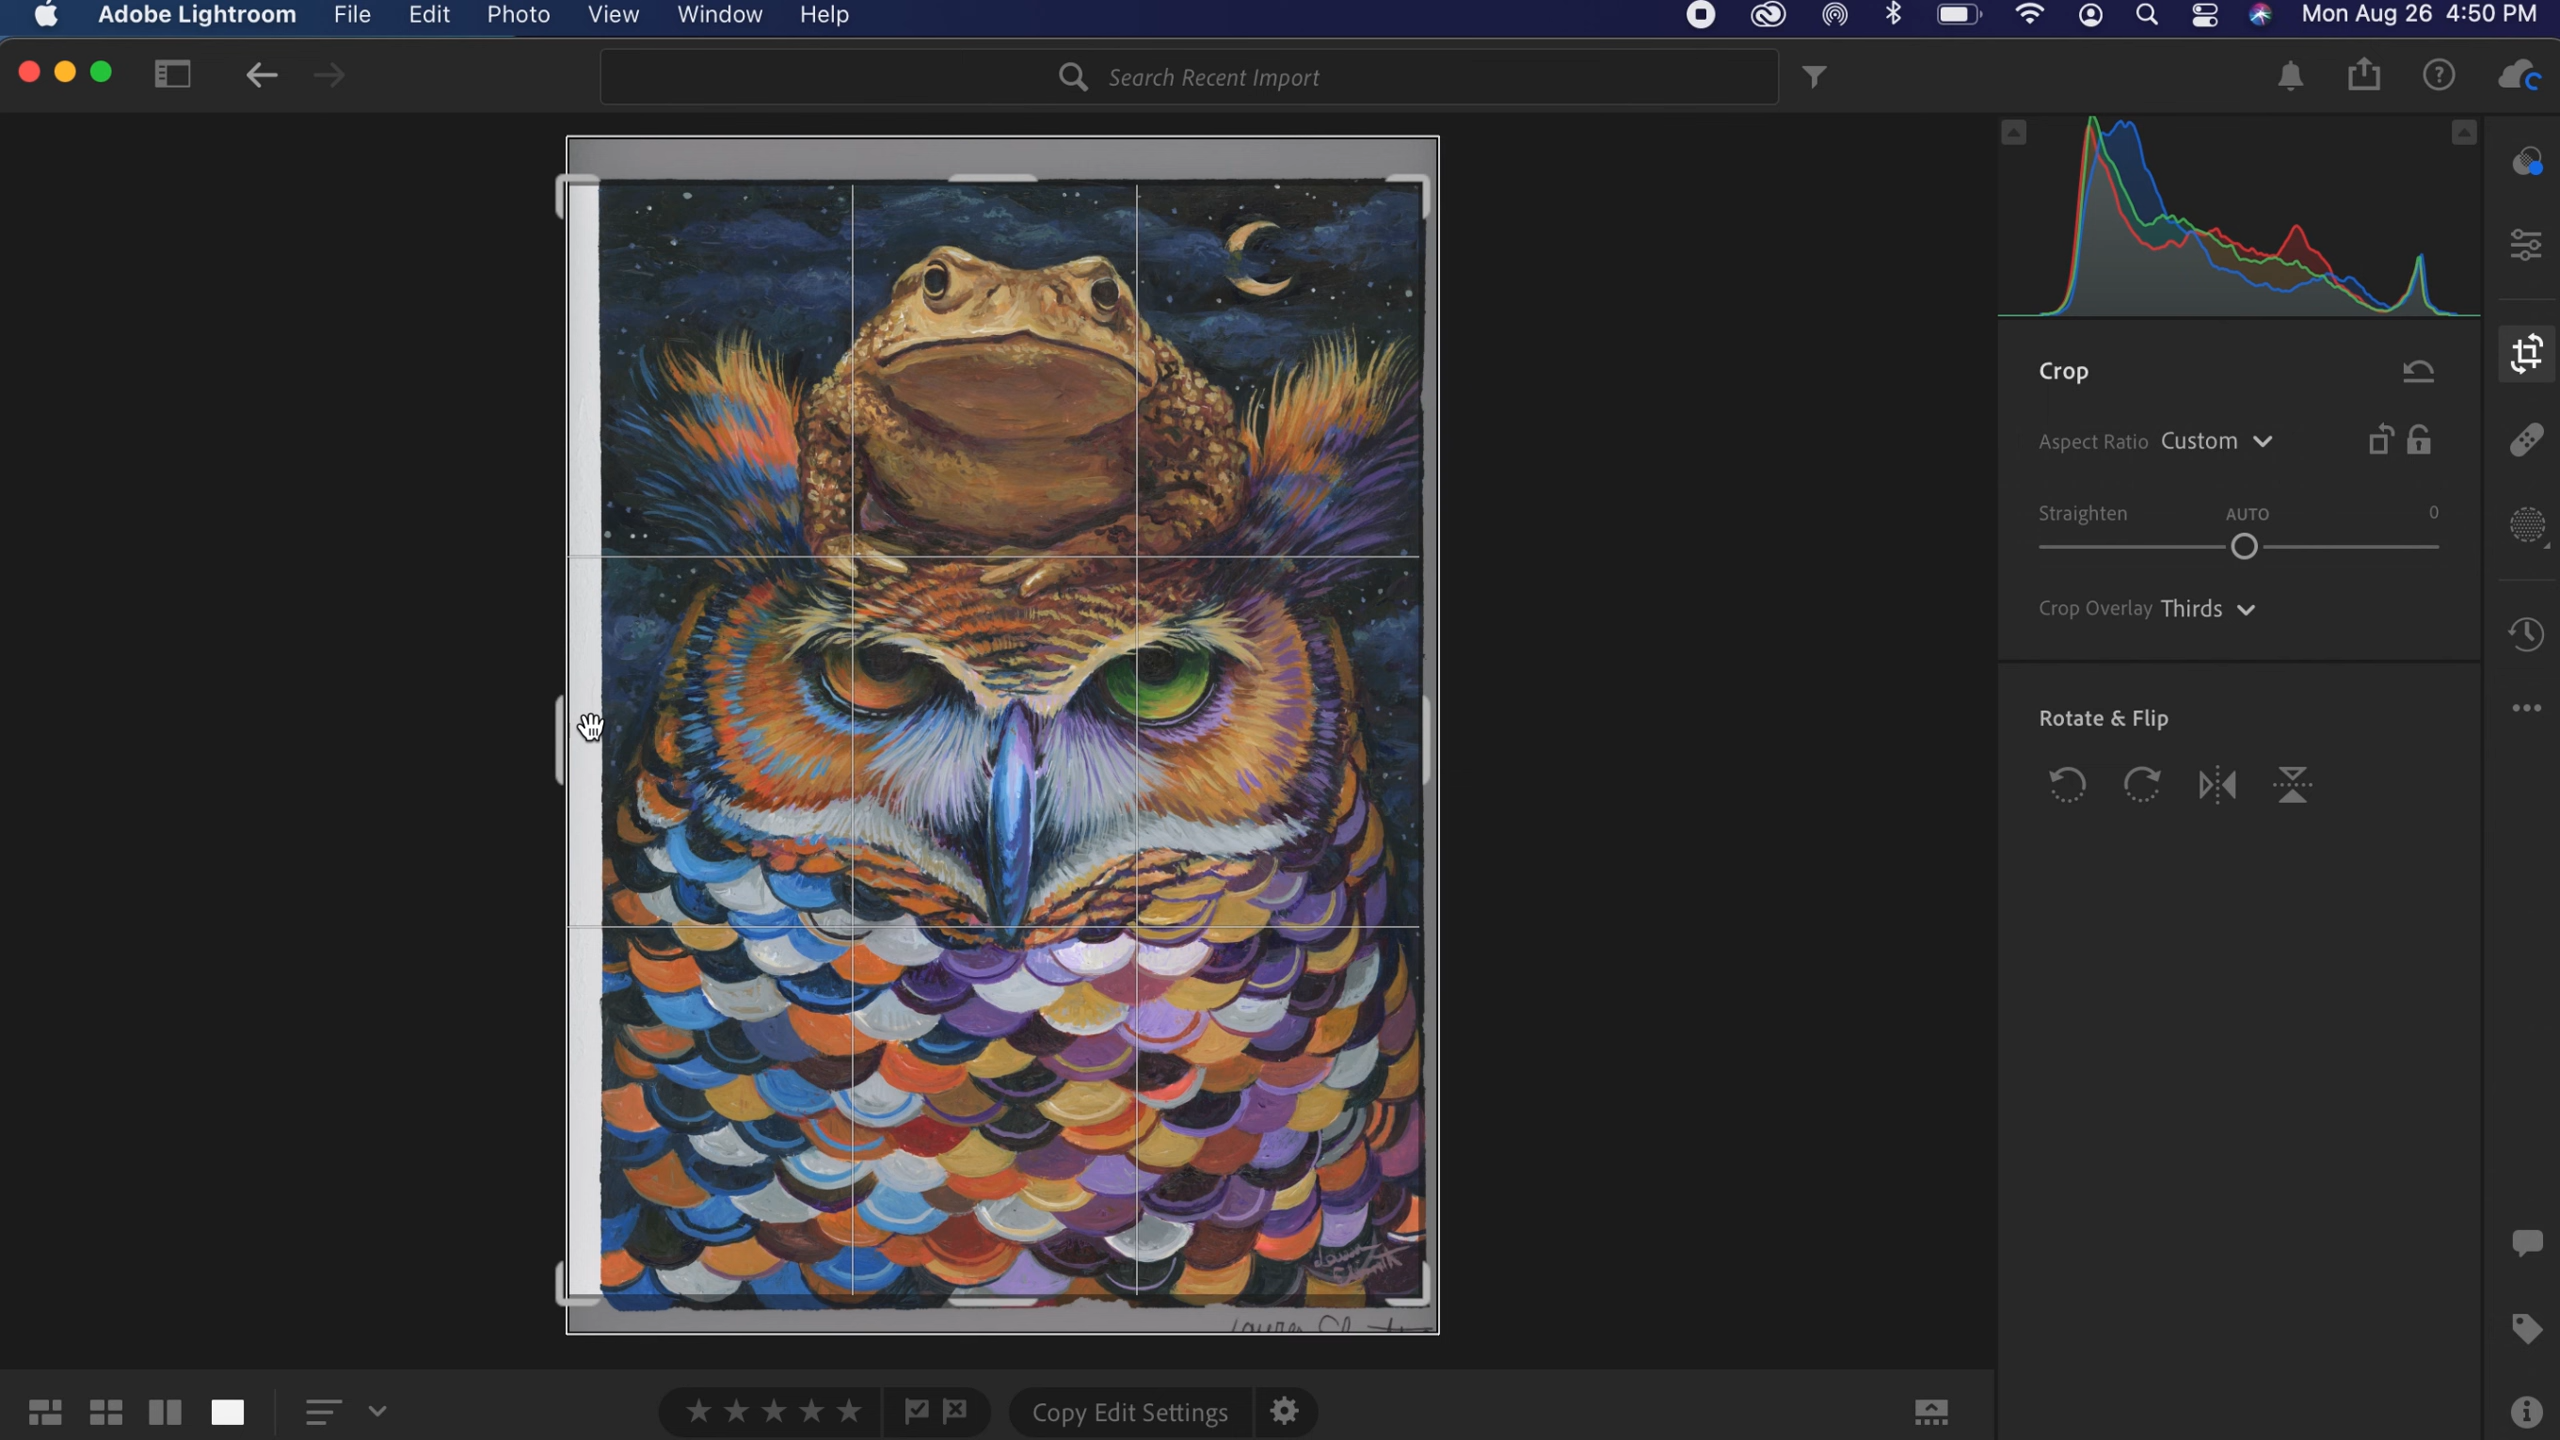 Adobe Lightroom File Edit Photo View Window Help
Mon Aug 26 4:50 PM
Search Recent Import
Crop
Aspect Ratio Custom
Straighten AUTO 0
Crop Overlay Thirds
Rotate & Flip
Copy Edit Settings